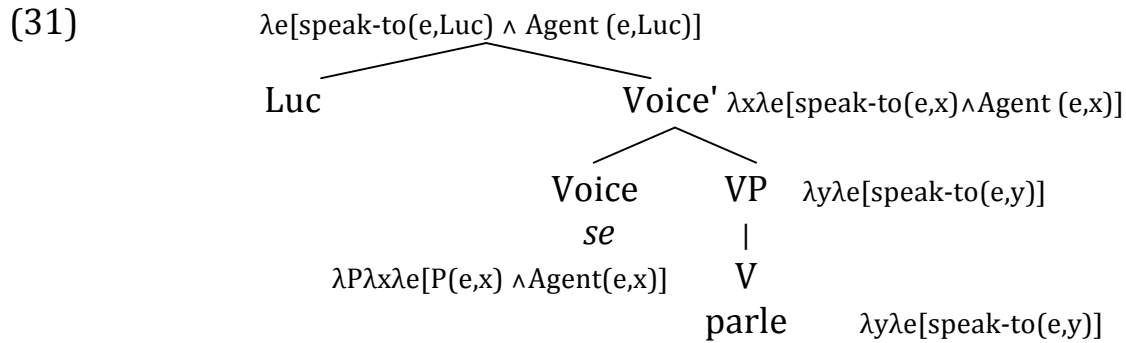 (31) λe[speak-to(e,Luc) ∧ Agent (e,Luc)]
Luc Voice' λxλe[speak-to(e,x)∧Agent (e,x)]
Voice VP λyλe[speak-to(e,y)]
se |
λPλxλe[P(e,x) ∧Agent(e,x)] V
parle λyλe[speak-to(e,y)]